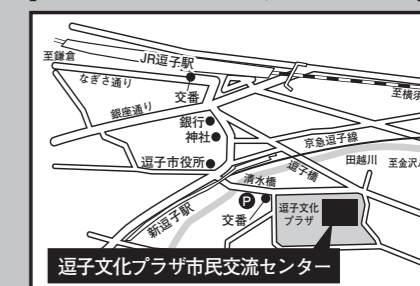 至鎌倉
JR逗子駅
なぎさ通り
交番
銀座通り
銀行
神社
逗子市役所
至横須
京急逗子線
田越川
至金沢
逗子橋
清水橋
P
交番
新逗子駅
逗子文化
プラザ
逗子文化プラザ市民交流センター